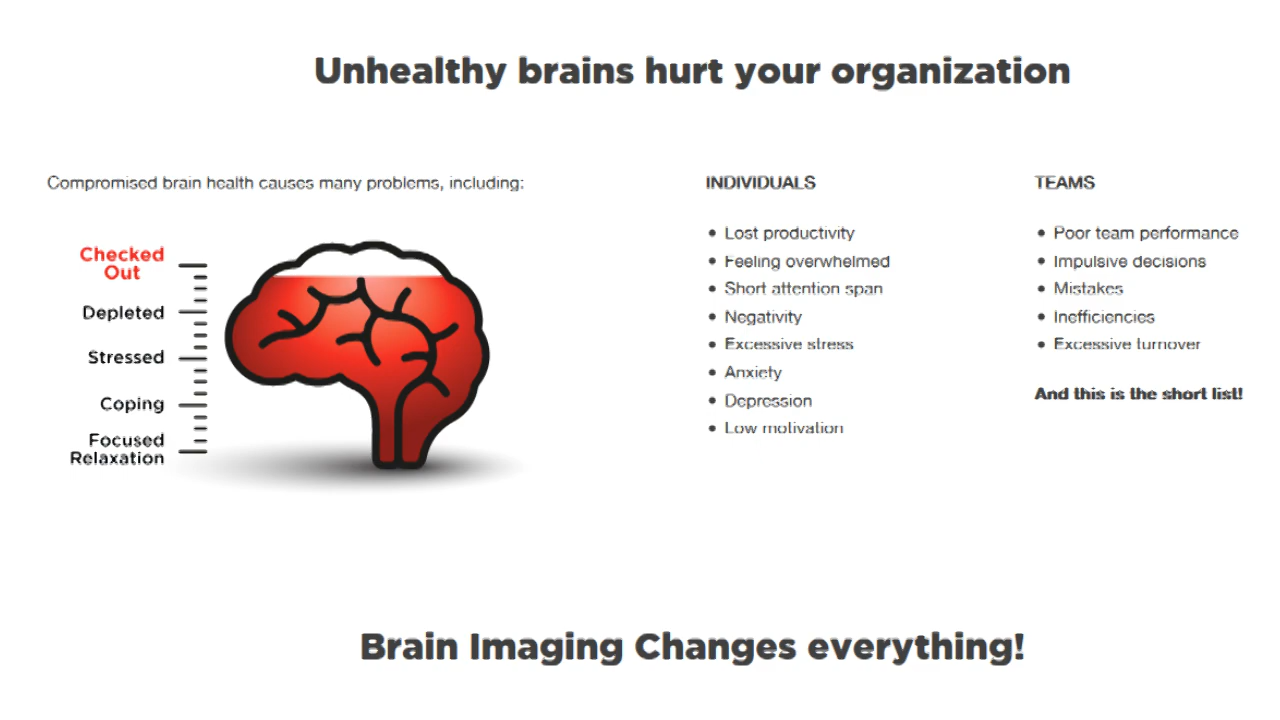 Unhealthy brains hurt your organization
Compromised brain health causes many problems, including:
Checked
Out
Depleted
Stressed
Coping
Focused
Relaxation
INDIVIDUALS
• Lost productivity
• Feeling overwhelmed
• Short attention span
• Negativity
• Excessive stress
• Anxiety
• Depression
• Low motivation
TEAMS
• Poor team performance
• Impulsive decisions
• Mistakes
• Inefficiencies
• Excessive turnover
And this is the short list!
Brain Imaging Changes everything!